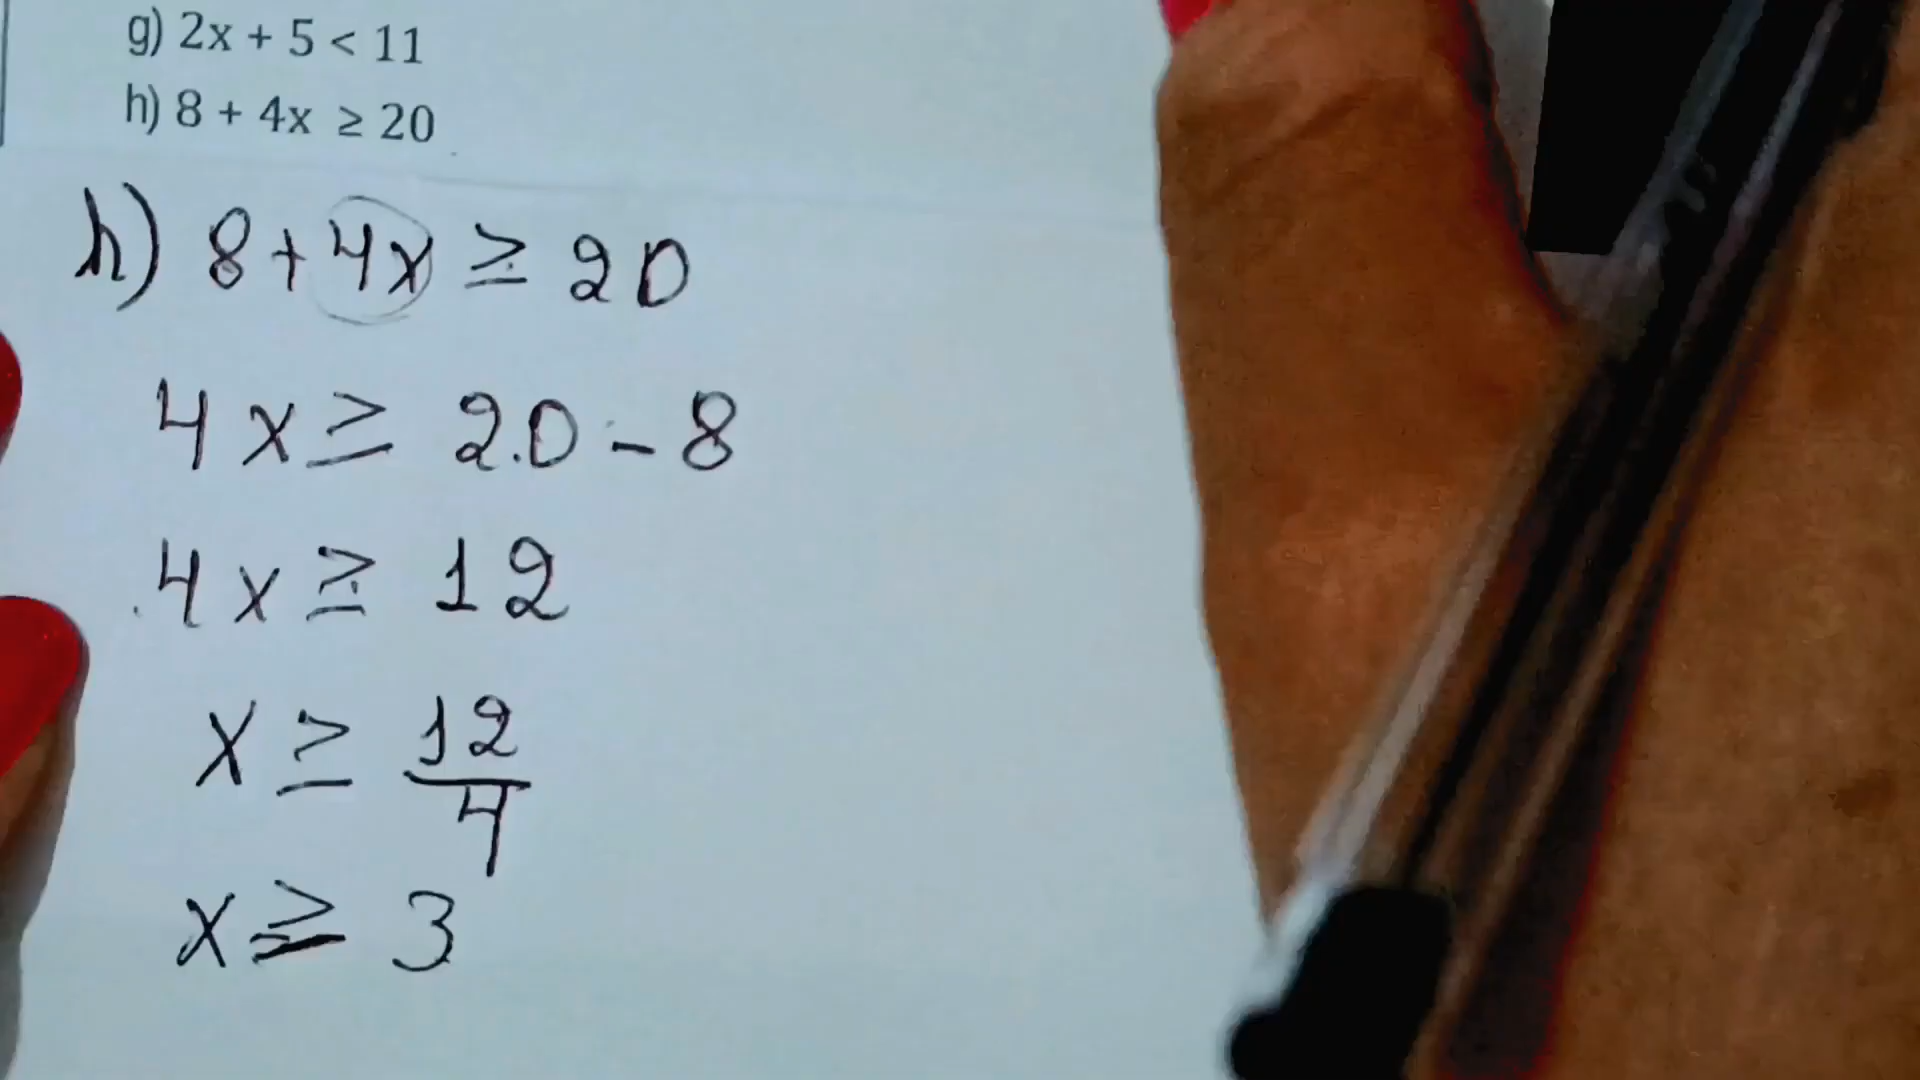 g) 2x + 5 < 11
h) 8 + 4x ≥ 20
h) 8 + 4x ≥ 20
4x ≥ 20 - 8
4x ≥ 12
x ≥ 12/4
x ≥ 3